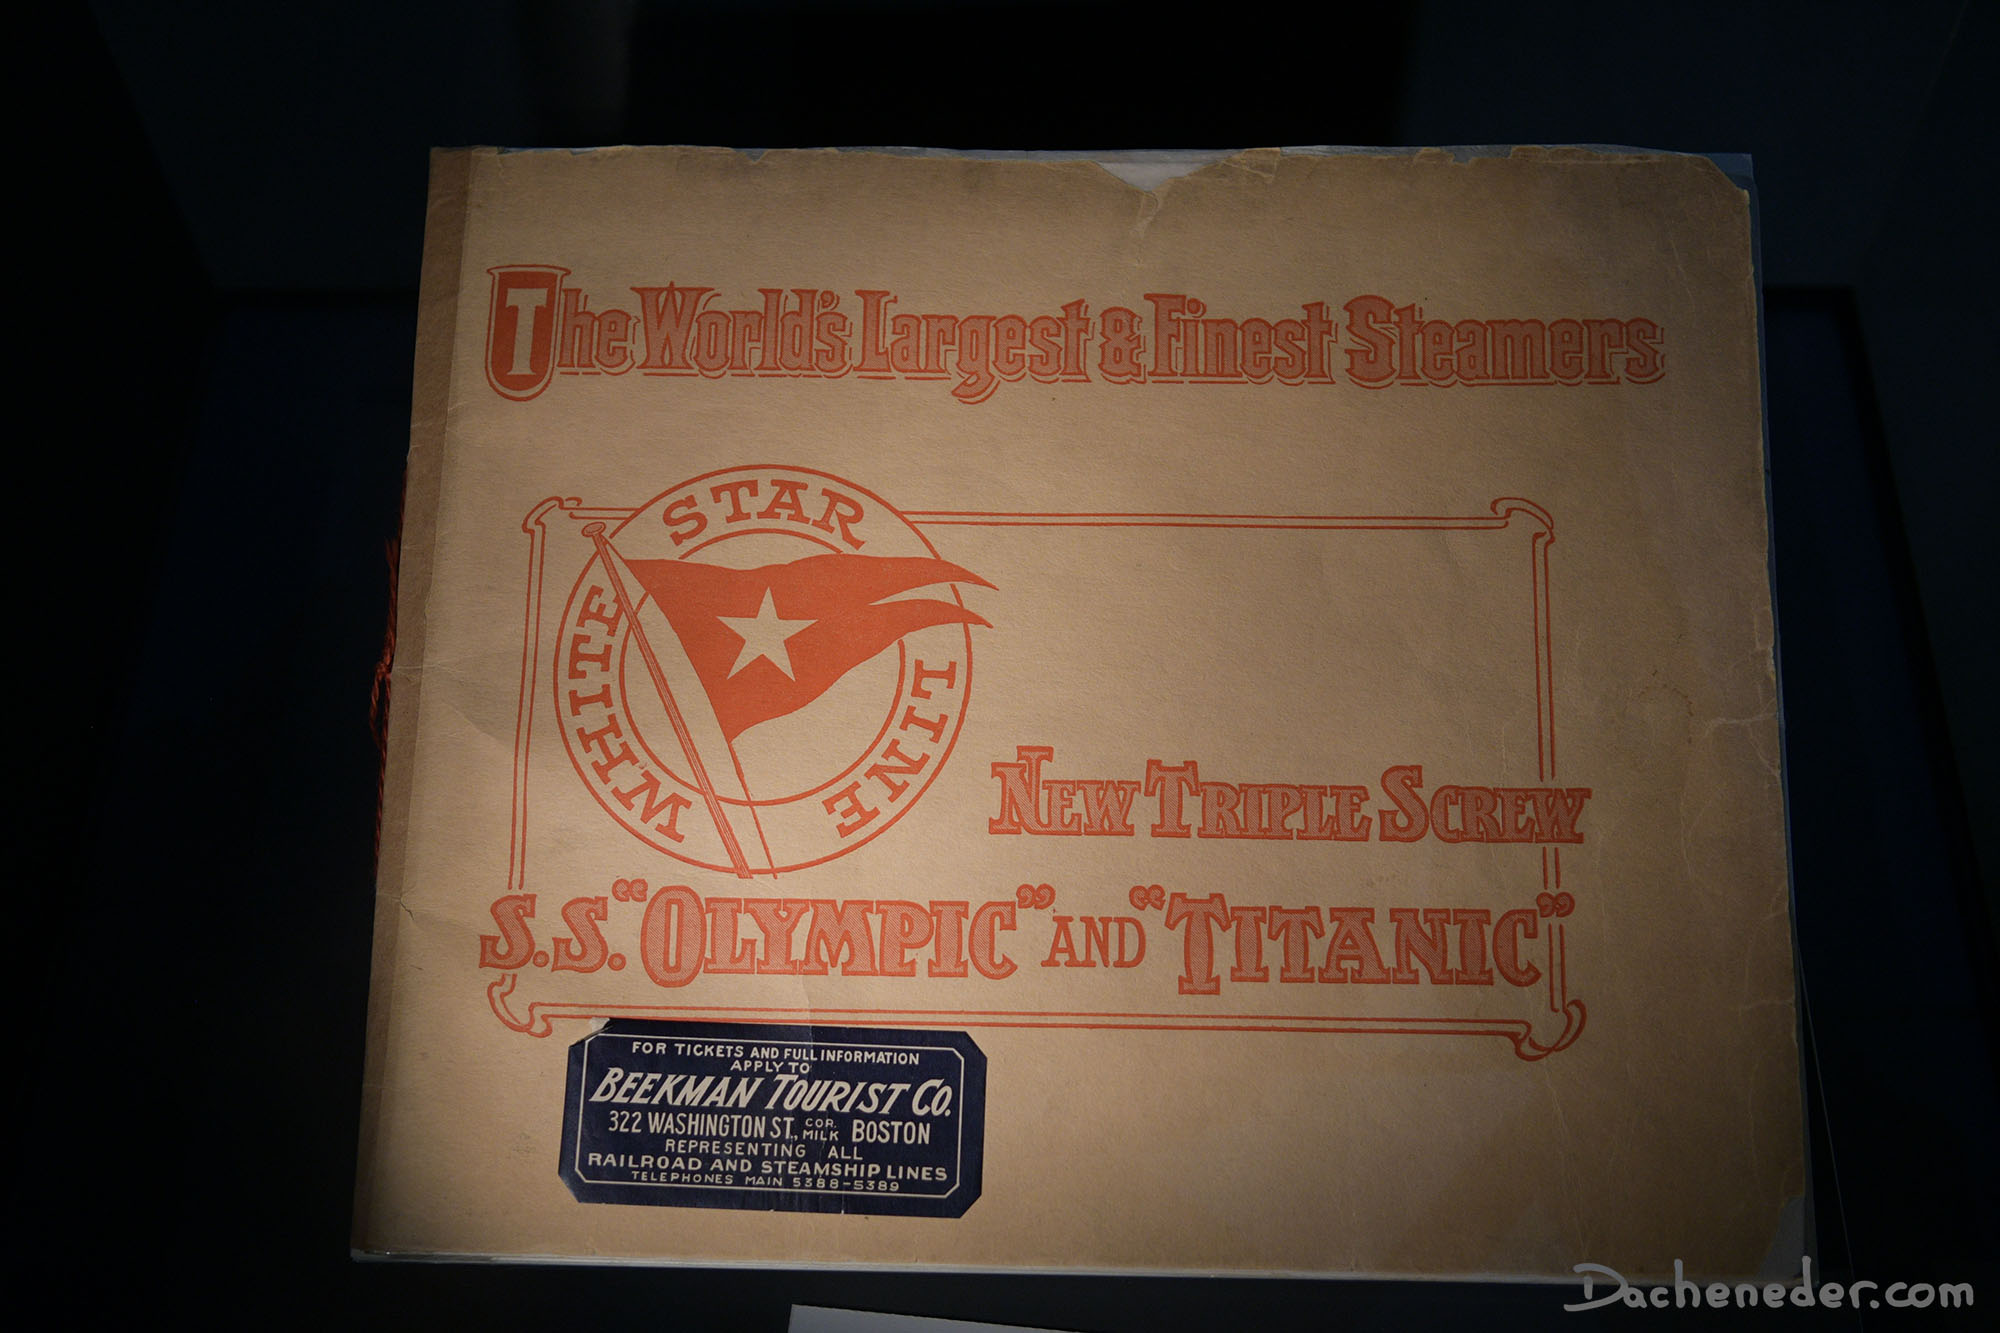 The World's Largest & Finest Steamers
WHITE STAR LINE
NEW TRIPLE SCREW
S.S. "OLYMPIC" AND "TITANIC"
FOR TICKETS AND FULL INFORMATION
APPLY TO
BEEKMAN TOURIST CO.
322 WASHINGTON ST., COR. MILK BOSTON
REPRESENTING ALL
RAILROAD AND STEAMSHIP LINES
TELEPHONES MAIN 5388-5389
Dacheneder.com